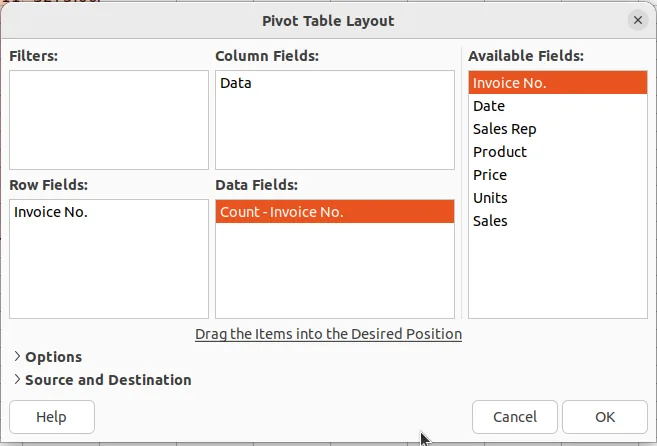 Pivot Table Layout
Filters:
Column Fields:
Available Fields:
Data
Invoice No.
Date
Sales Rep
Product
Price
Units
Sales
Row Fields:
Data Fields:
Invoice No.
Count - Invoice No.
Drag the Items into the Desired Position
Options
Source and Destination
Help
Cancel
OK